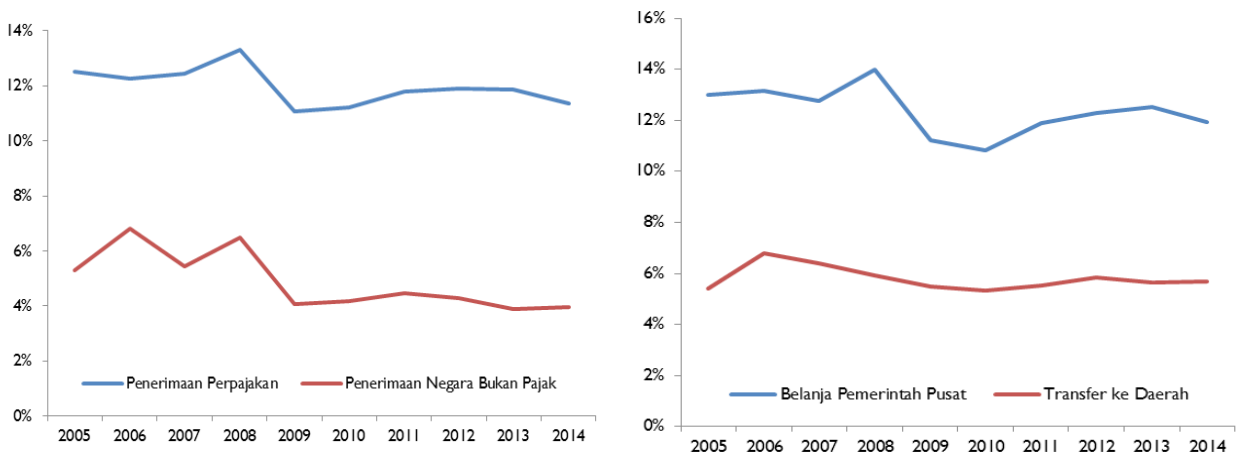 14%
12%
10%
8%
6%
4%
2%
0%
Penerimaan Perpajakan
Penerimaan Negara Bukan Pajak
2005 2006 2007 2008 2009 2010 2011 2012 2013 2014
16%
14%
12%
10%
8%
6%
4%
2%
0%
Belanja Pemerintah Pusat
Transfer ke Daerah
2005 2006 2007 2008 2009 2010 2011 2012 2013 2014